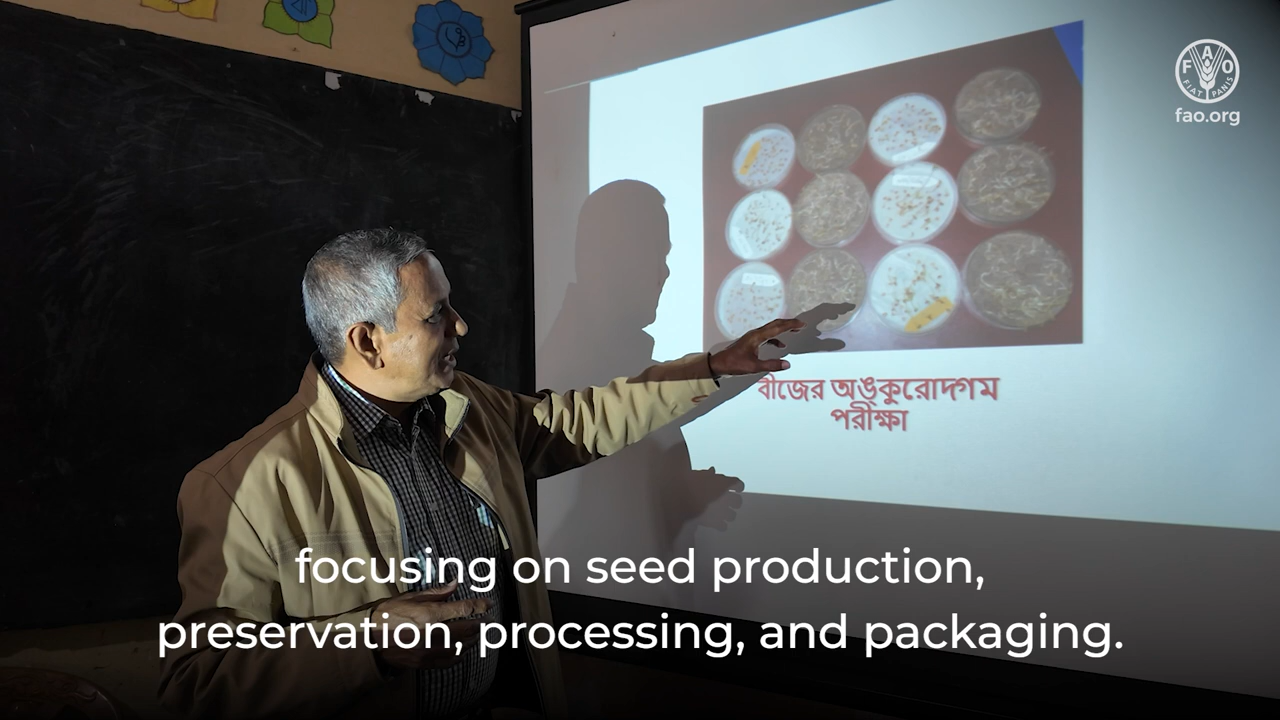 FAO
FIAT PANIS
fao.org
বীজের অঙ্কুরোদগম
পরীক্ষা
focusing on seed production,
preservation, processing, and packaging.